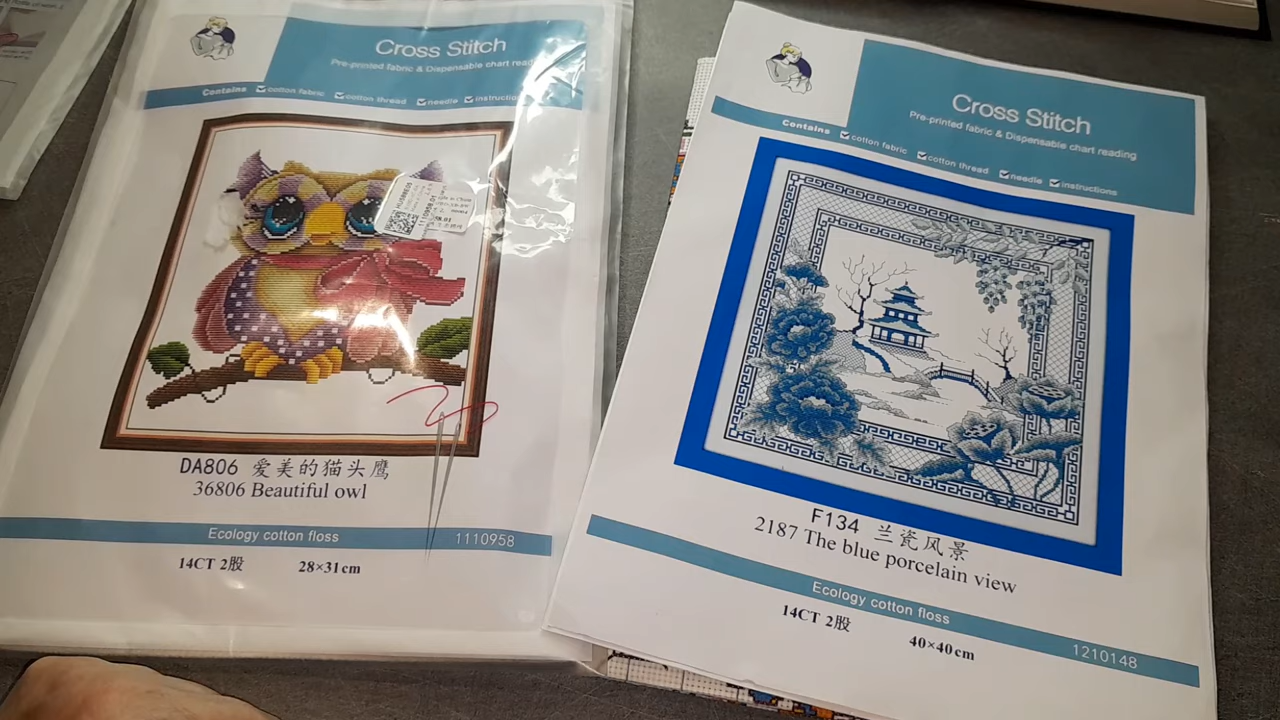 Cross Stitch
Pre-printed fabric & Dispensable chart
Contains cotton fabric cotton thread needle
DA806 爱美的猫头鹰
36806 Beautiful owl
Ecology cotton floss 1110958
14CT 2股 28×31cm
Cross Stitch
Pre-printed fabric & Dispensable chart reading
Contains cotton fabric cotton thread needle instructions
F134 兰瓷风景
2187 The blue porcelain view
Ecology cotton floss 1210148
14CT 2股 40×40cm